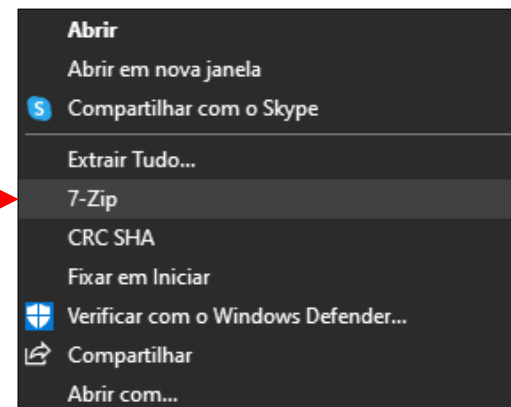 Abrir
Abrir em nova janela
Compartilhar com o Skype
Extrair Tudo...
7-Zip
CRC SHA
Fixar em Iniciar
Verificar com o Windows Defender...
Compartilhar
Abrir com...